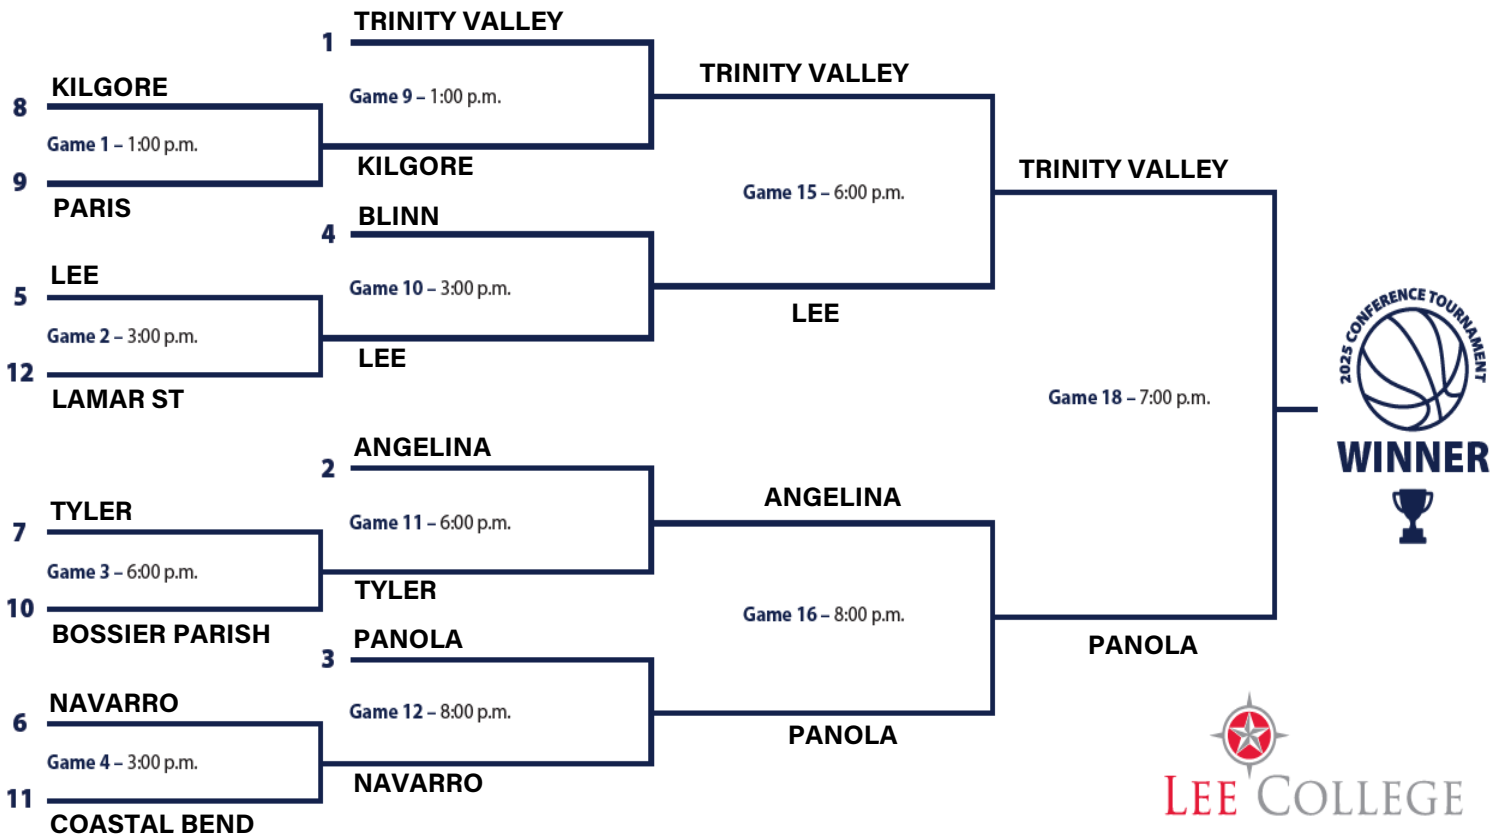 TRINITY VALLEY
1
Game 9 – 1:00 p.m.
KILGORE
8
KILGORE
Game 1 – 1:00 p.m.
9
PARIS
BLINN
4
Game 10 – 3:00 p.m.
LEE
5
LEE
Game 2 – 3:00 p.m.
12
LAMAR ST
ANGELINA
2
Game 11 – 6:00 p.m.
TYLER
7
TYLER
Game 3 – 6:00 p.m.
10
BOSSIER PARISH
PANOLA
3
Game 12 – 8:00 p.m.
NAVARRO
6
NAVARRO
Game 4 – 3:00 p.m.
11
COASTAL BEND
TRINITY VALLEY
Game 15 – 6:00 p.m.
LEE
ANGELINA
Game 16 – 8:00 p.m.
PANOLA
TRINITY VALLEY
Game 18 – 7:00 p.m.
PANOLA
2025 CONFERENCE TOURNAMENT
WINNER
LEE COLLEGE